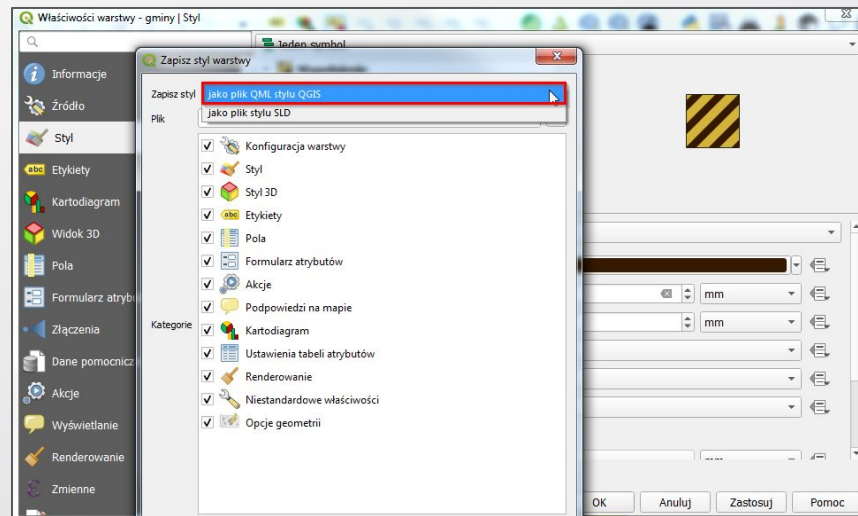 Właściwości warstwy - gminy | Styl
Jeden symbol
Informacje
Źródło
Styl
Etykiety
Kartodiagram
Widok 3D
Pola
Formularz atrybu
Złączenia
Dane pomocnicz
Akcje
Wyświetlanie
Renderowanie
Zmienne
Zapisz styl warstwy
Zapisz styl jako plik QML stylu QGIS
jako plik stylu SLD
Plik
Kategorie
Konfiguracja warstwy
Styl
Styl 3D
abc Etykiety
Pola
Formularz atrybutów
Akcje
Podpowiedzi na mapie
Kartodiagram
Ustawienia tabeli atrybutów
Renderowanie
Niestandardowe właściwości
Opcje geometrii
mm
mm
OK Anuluj Zastosuj Pomoc